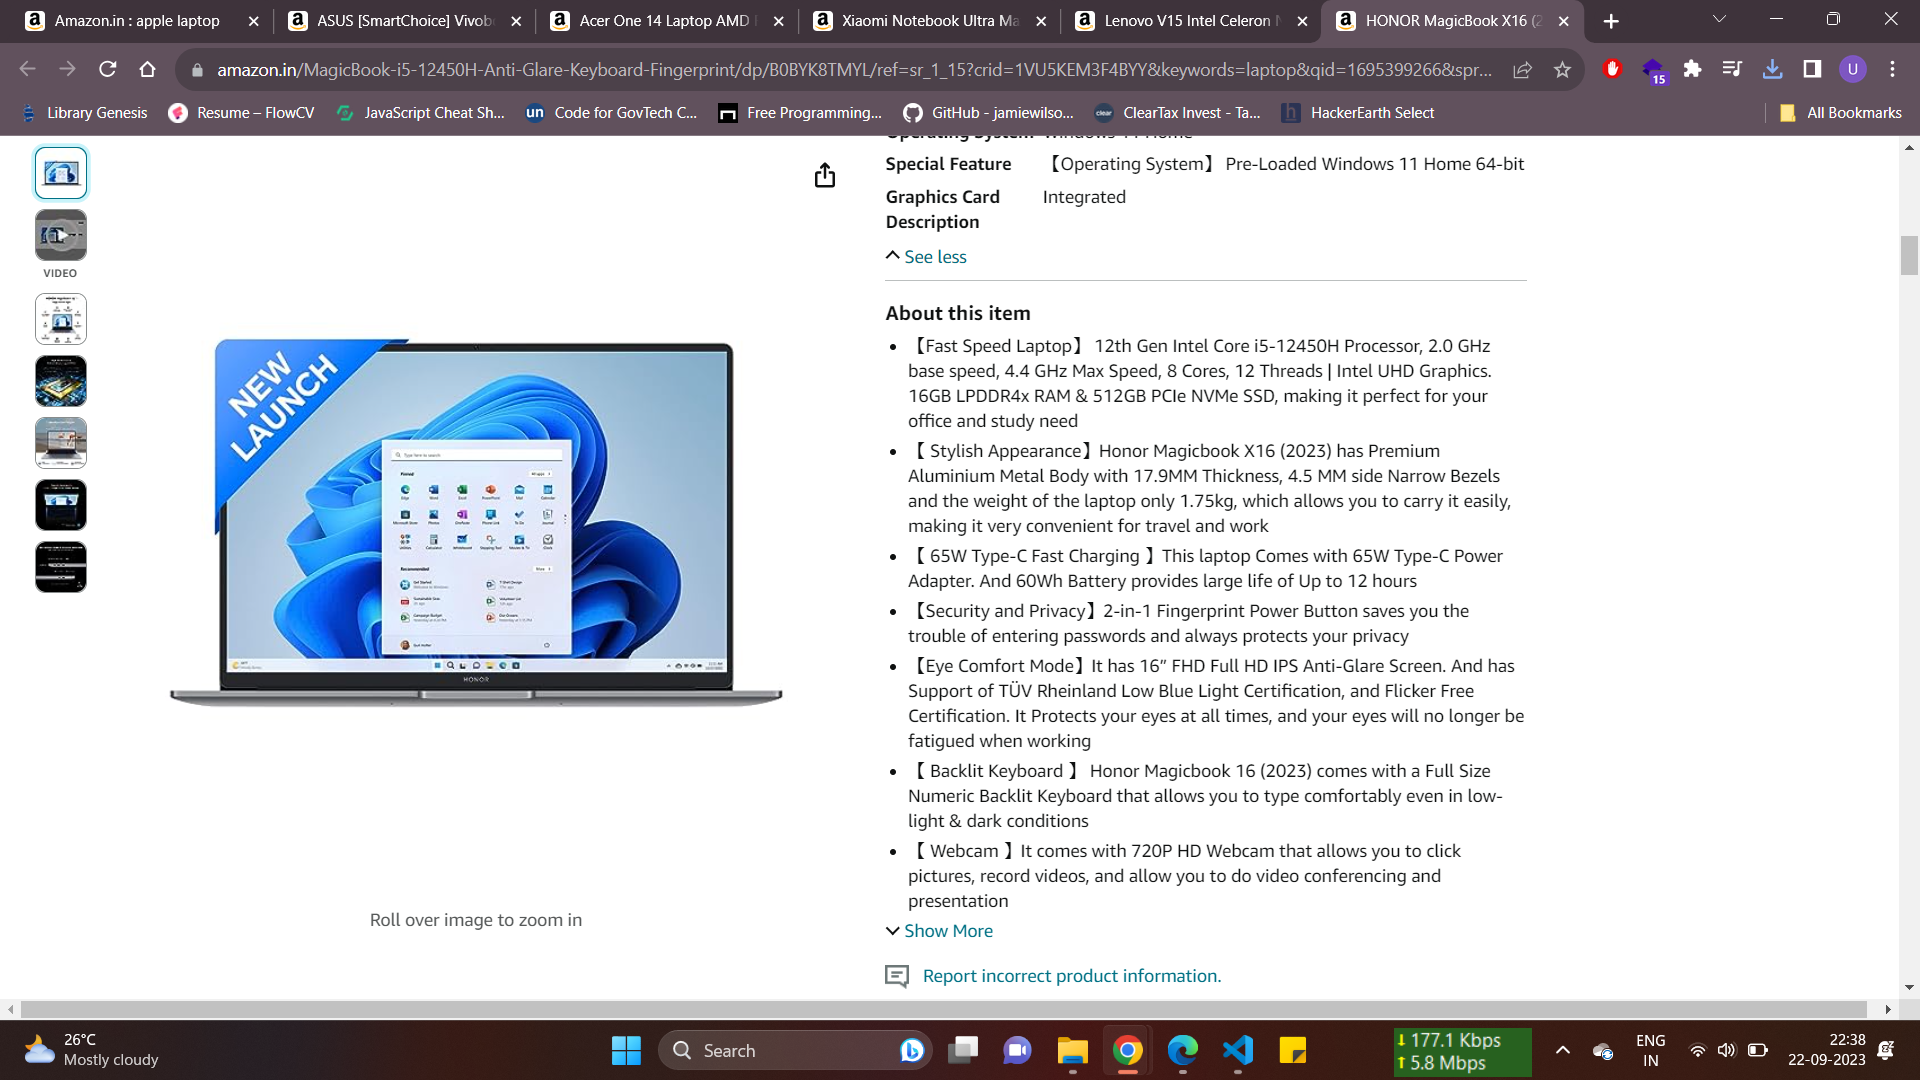 Amazon.in : apple laptop
ASUS [SmartChoice] Vivob
Acer One 14 Laptop AMD
Xiaomi Notebook Ultra Ma
Lenovo V15 Intel Celeron
HONOR MagicBook X16 (2
amazon.in/MagicBook-i5-12450H-Anti-Glare-Keyboard-Fingerprint/dp/B0BYK8TMYL/ref=sr_1_15?crid=1VU5KEM3F4BYY&keywords=laptop&qid=1695399266&spr...
15
U
Library Genesis
Resume – FlowCV
JavaScript Cheat Sh...
un Code for GovTech C...
Free Programming...
GitHub - jamiewilso...
clear ClearTax Invest - Ta...
h HackerEarth Select
All Bookmarks
Operating System Windows 11 Home
Special Feature 【Operating System】 Pre-Loaded Windows 11 Home 64-bit
Graphics Card Description Integrated
See less
About this item
• 【Fast Speed Laptop】 12th Gen Intel Core i5-12450H Processor, 2.0 GHz
base speed, 4.4 GHz Max Speed, 8 Cores, 12 Threads | Intel UHD Graphics.
16GB LPDDR4x RAM & 512GB PCIe NVMe SSD, making it perfect for your
office and study need
• 【 Stylish Appearance】Honor Magicbook X16 (2023) has Premium
Aluminium Metal Body with 17.9MM Thickness, 4.5 MM side Narrow Bezels
and the weight of the laptop only 1.75kg, which allows you to carry it easily,
making it very convenient for travel and work
• 【 65W Type-C Fast Charging 】This laptop Comes with 65W Type-C Power
Adapter. And 60Wh Battery provides large life of Up to 12 hours
• 【Security and Privacy】2-in-1 Fingerprint Power Button saves you the
trouble of entering passwords and always protects your privacy
• 【Eye Comfort Mode】It has 16” FHD Full HD IPS Anti-Glare Screen. And has
Support of TÜV Rheinland Low Blue Light Certification, and Flicker Free
Certification. It Protects your eyes at all times, and your eyes will no longer be
fatigued when working
• 【 Backlit Keyboard 】 Honor Magicbook 16 (2023) comes with a Full Size
Numeric Backlit Keyboard that allows you to type comfortably even in low-
light & dark conditions
• 【 Webcam 】It comes with 720P HD Webcam that allows you to click
pictures, record videos, and allow you to do video conferencing and
presentation
Show More
Report incorrect product information.
VIDEO
NEW
LAUNCH
Type here to search
Pinned
All apps
Recommended
More
HONOR
Roll over image to zoom in
26°C
Mostly cloudy
Search
177.1 Kbps
5.8 Mbps
ENG
IN
22:38
22-09-2023